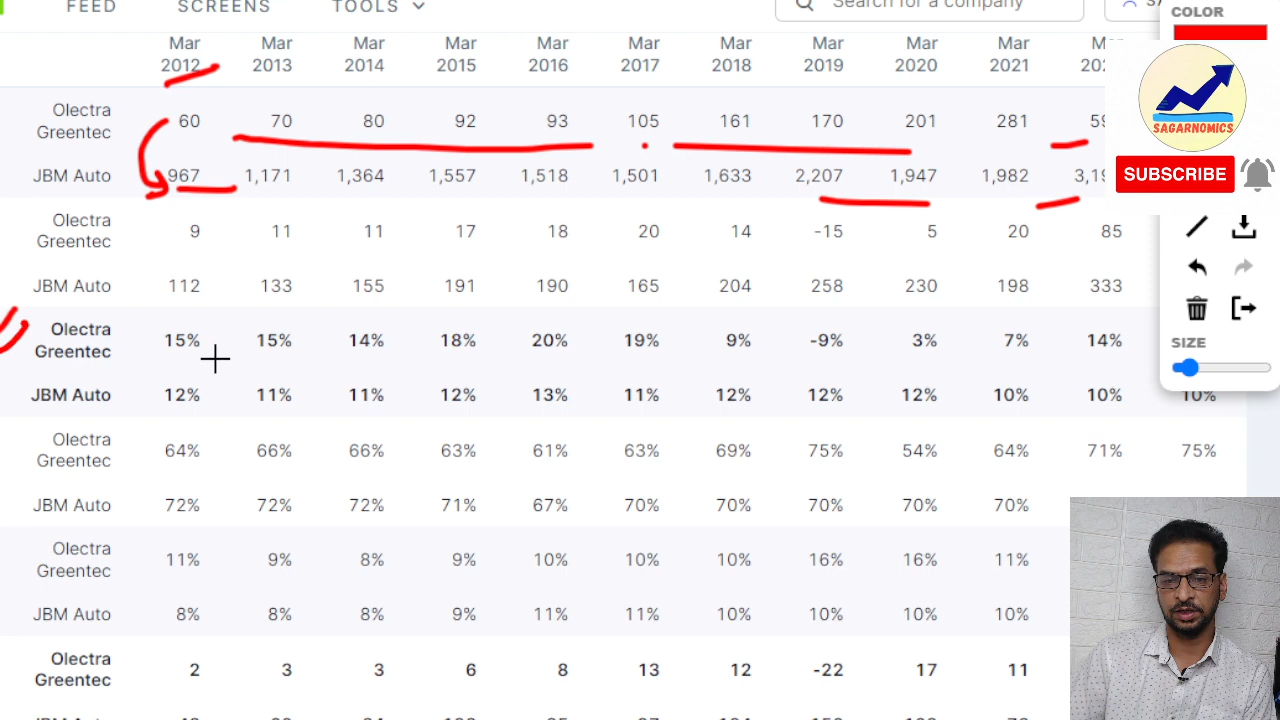 FEED SCREENS TOOLS Search for a company
COLOR
Mar Mar Mar Mar Mar Mar Mar Mar Mar Mar
2012 2013 2014 2015 2016 2017 2018 2019 2020 2021
SAGARNOMICS
SUBSCRIBE
Olectra
Greentec 60 70 80 92 93 105 161 170 201 281
JBM Auto 967 1,171 1,364 1,557 1,518 1,501 1,633 2,207 1,947 1,982
Olectra
Greentec 9 11 11 17 18 20 14 -15 5 20 85
JBM Auto 112 133 155 191 190 165 204 258 230 198 333
SIZE
Olectra
Greentec 15% 15% 14% 18% 20% 19% 9% -9% 3% 7% 14%
JBM Auto 12% 11% 11% 12% 13% 11% 12% 12% 12% 10% 10% 10%
Olectra
Greentec 64% 66% 66% 63% 61% 63% 69% 75% 54% 64% 71% 75%
JBM Auto 72% 72% 72% 71% 67% 70% 70% 70% 70% 70%
Olectra
Greentec 11% 9% 8% 9% 10% 10% 10% 16% 16% 11%
JBM Auto 8% 8% 8% 9% 11% 11% 10% 10% 10% 10%
Olectra
Greentec 2 3 3 6 8 13 12 -22 17 11